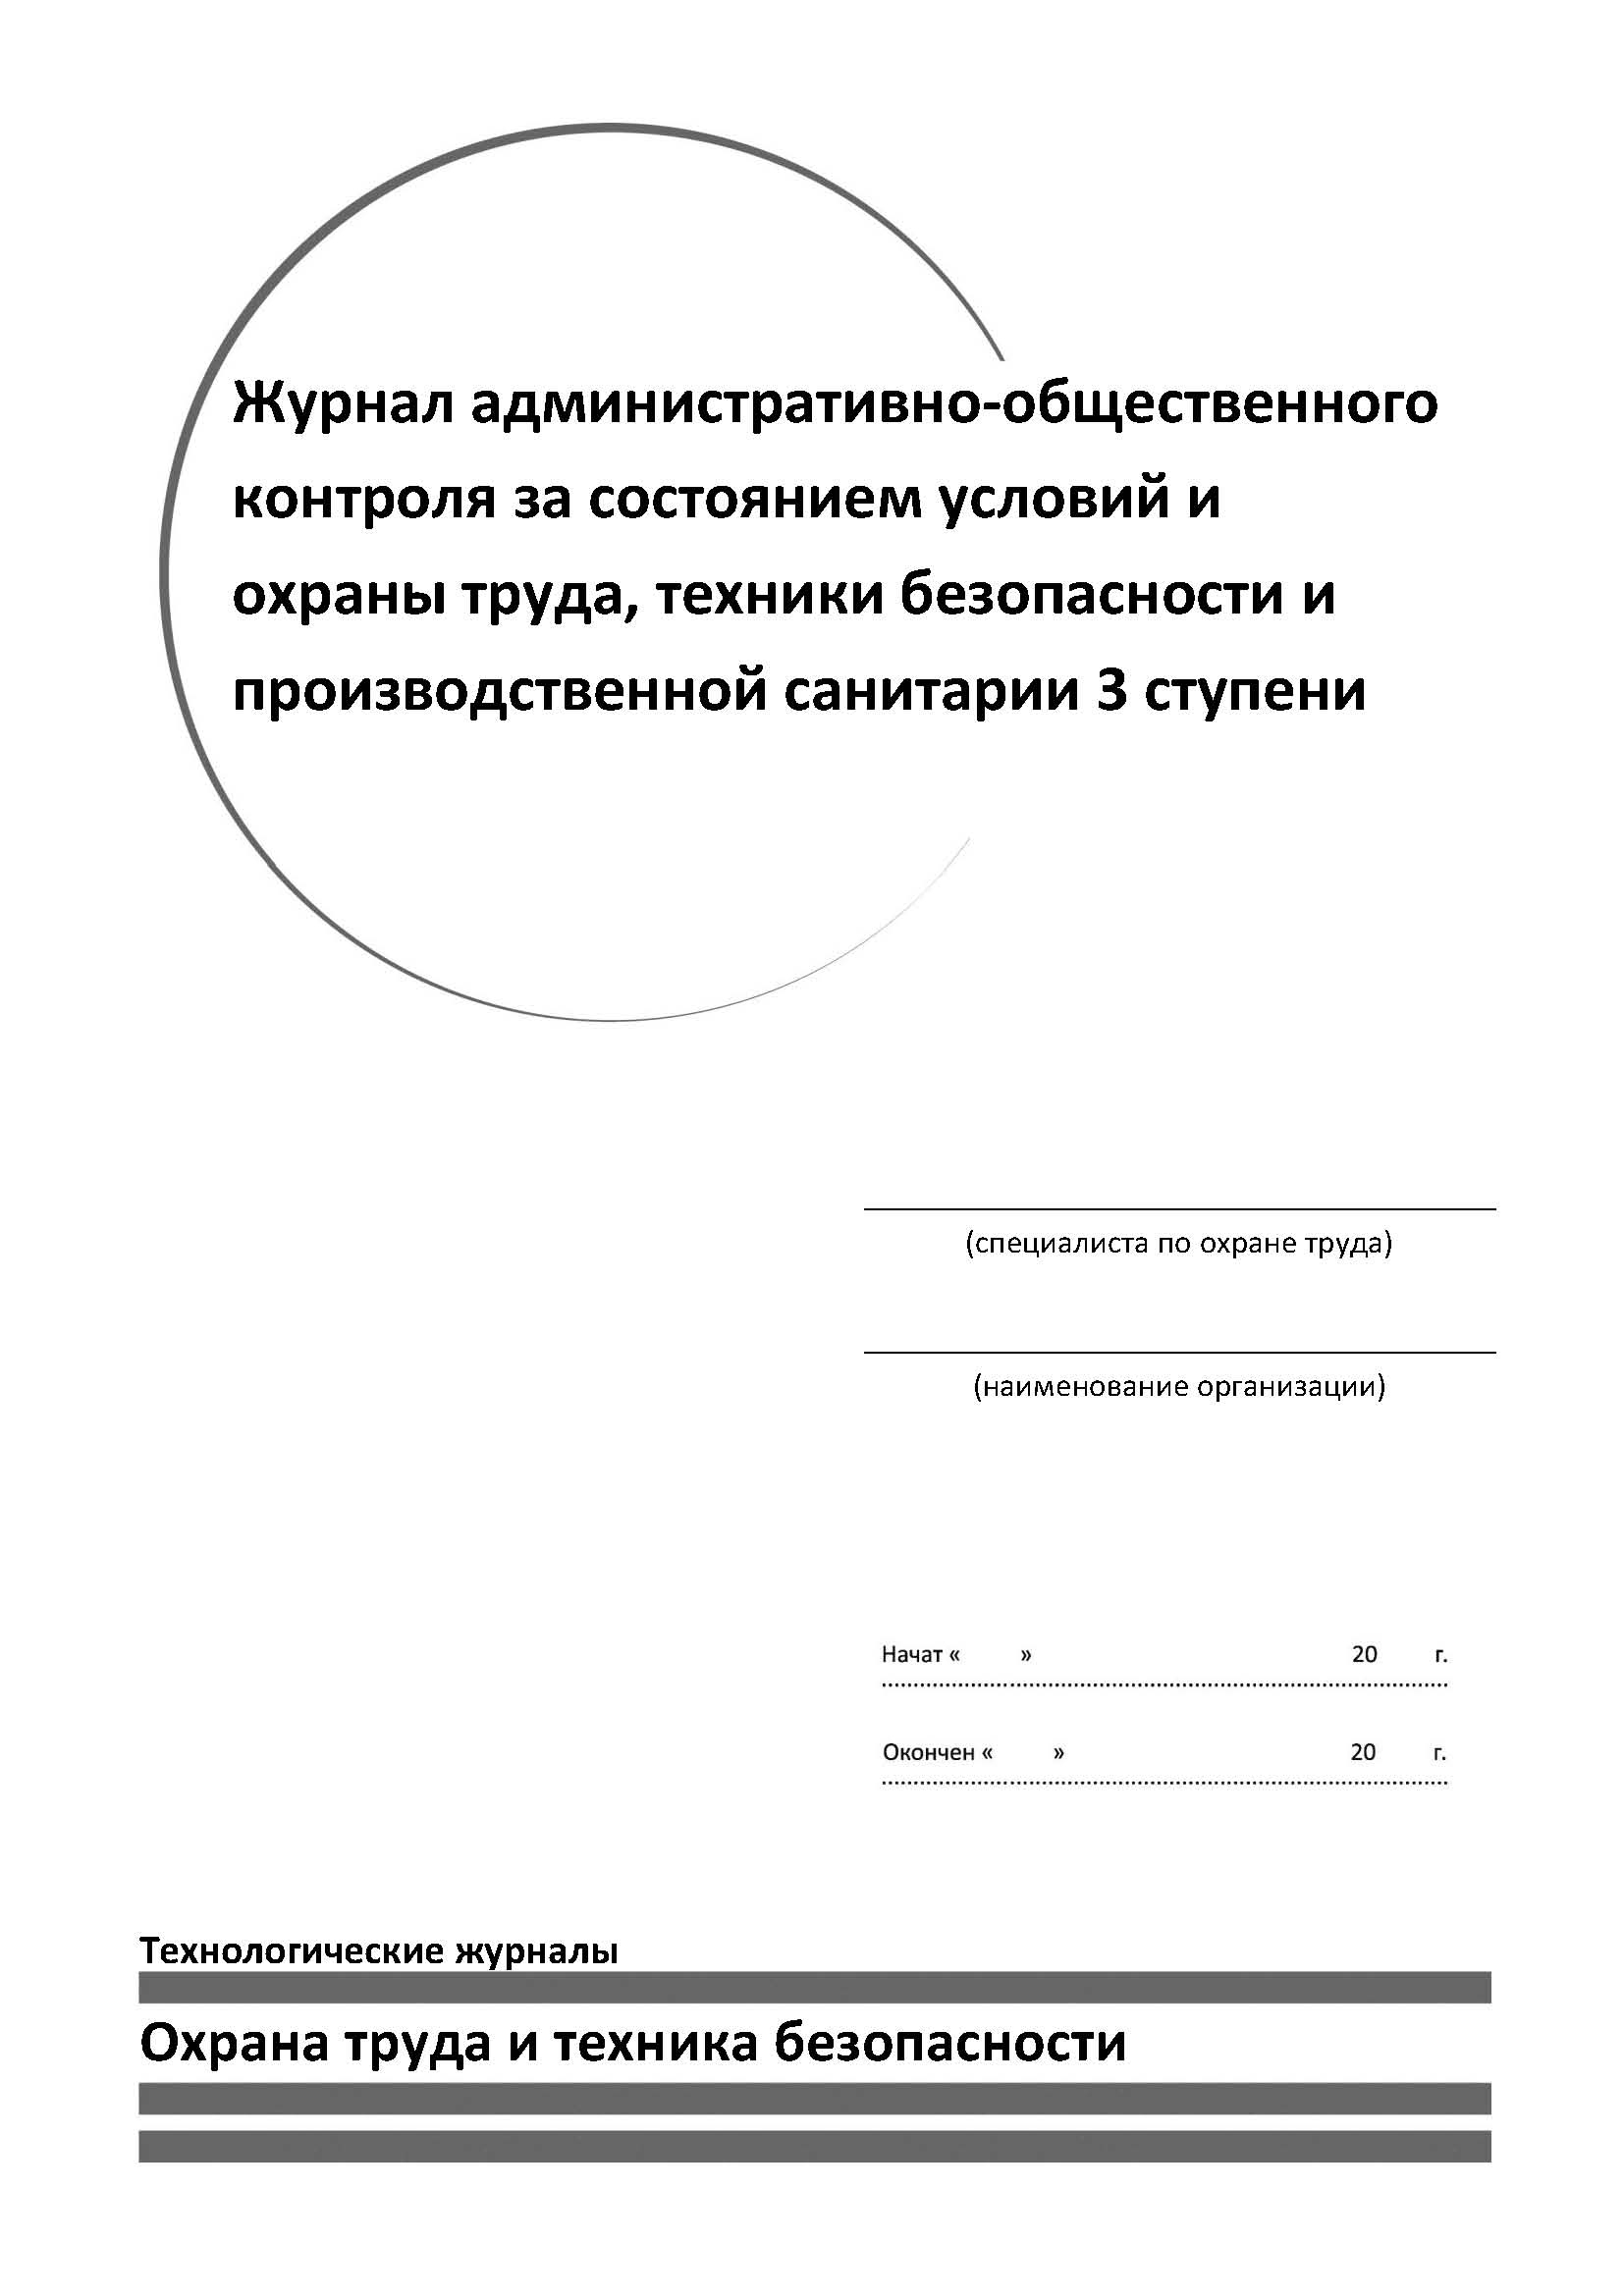 Журнал административно-общественного
контроля за состоянием условий и
охраны труда, техники безопасности и
производственной санитарии 3 ступени
(специалиста по охране труда)
(наименование организации)
Начат «      » 20      г.
Окончен «      » 20      г.
Технологические журналы
Охрана труда и техника безопасности